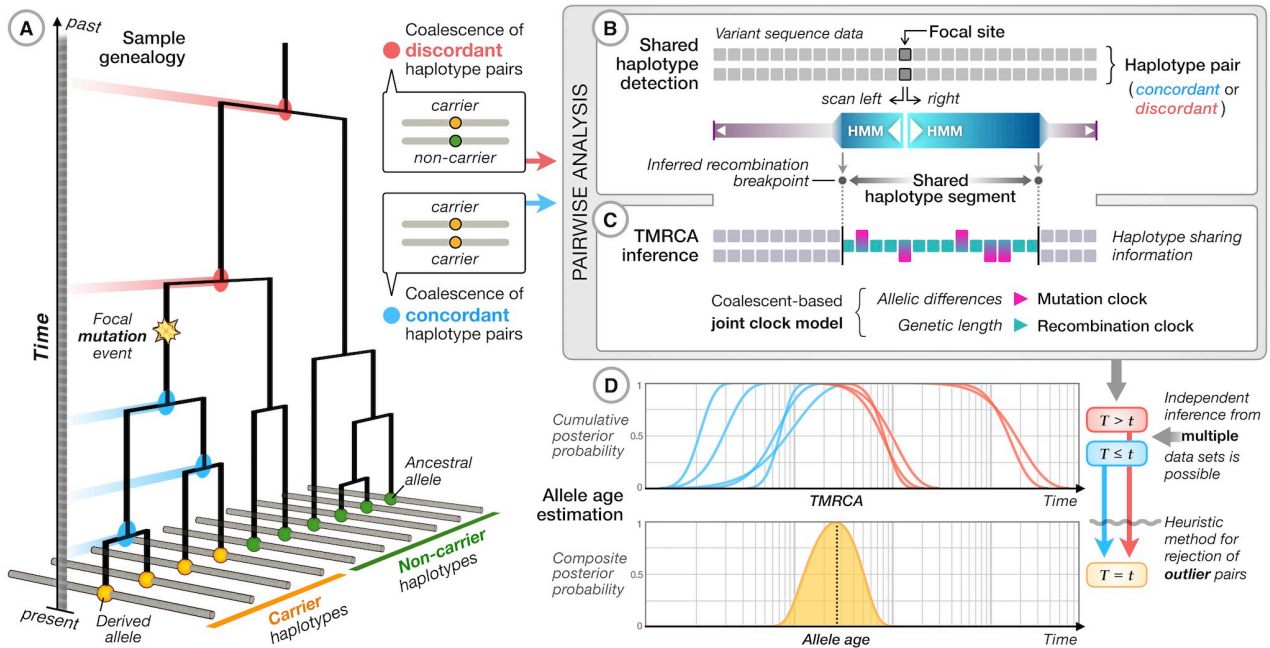 A
past
Sample
genealogy
Time
Focal
mutation
event
present
Derived
allele
Ancestral
allele
Carrier
haplotypes
Non-carrier
haplotypes
Coalescence of
discordant
haplotype pairs
carrier
non-carrier
carrier
carrier
Coalescence of
concordant
haplotype pairs
PAIRWISE ANALYSIS
B
Shared
haplotype
detection
Variant sequence data
Focal site
Haplotype pair
(concordant or
discordant)
scan left
right
HMM
HMM
Inferred recombination
breakpoint
Shared
haplotype segment
C
TMRCA
inference
Haplotype sharing
information
Coalescent-based
joint clock model
Allelic differences
Mutation clock
Genetic length
Recombination clock
D
Allele age
estimation
Cumulative
posterior
probability
1
0.5
0
TMRCA
Time
Composite
posterior
probability
1
0.5
0
Allele age
Time
T > t
T ≤ t
T = t
Independent
inference from
multiple
data sets is
possible
Heuristic
method for
rejection of
outlier pairs